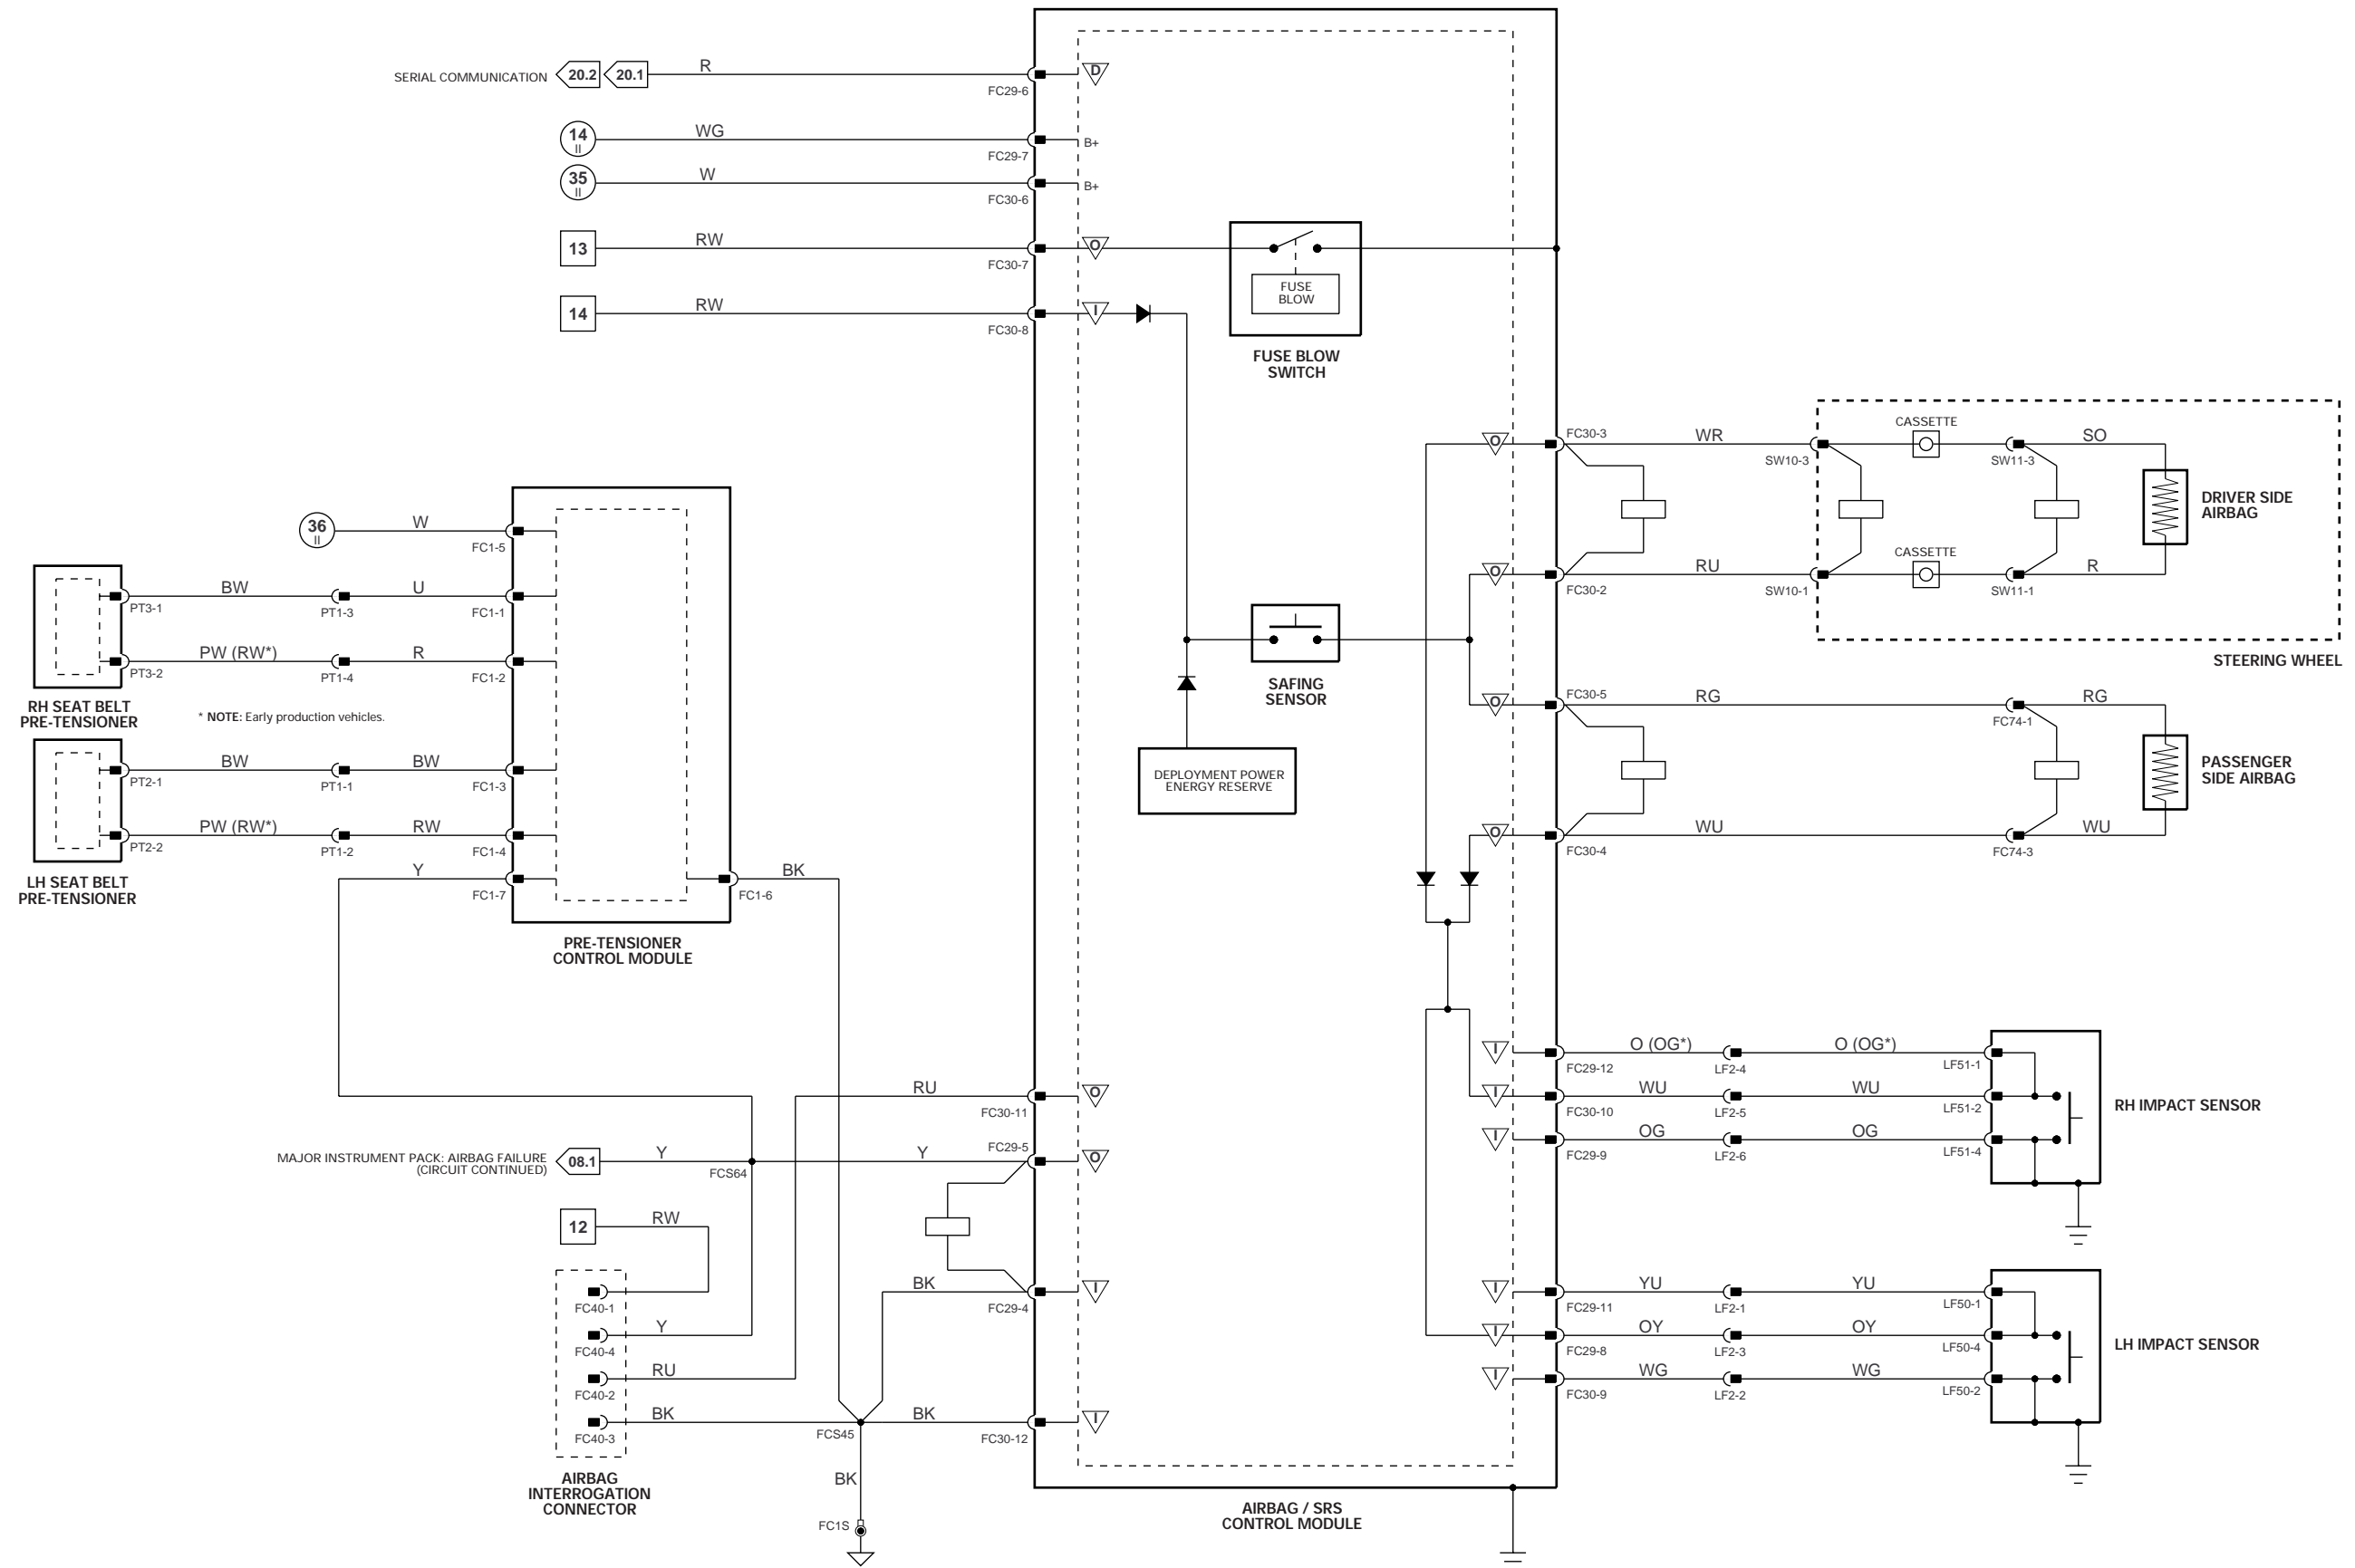 SERIAL COMMUNICATION 20.2 20.1 R FC29-6 D
14 II WG FC29-7 B+
35 II W FC30-6 B+
13 RW FC30-7 O
14 RW FC30-8 I
FUSE
BLOW
FUSE BLOW
SWITCH
36 II W FC1-5
PT3-1 BW PT1-3 U FC1-1
PT3-2 PW (RW*) PT1-4 R FC1-2
RH SEAT BELT
PRE-TENSIONER
* NOTE: Early production vehicles.
PT2-1 BW PT1-1 BW FC1-3
PT2-2 PW (RW*) PT1-2 RW FC1-4
LH SEAT BELT
PRE-TENSIONER
Y FC1-7
FC1-6 BK
PRE-TENSIONER
CONTROL MODULE
SAFING
SENSOR
DEPLOYMENT POWER
ENERGY RESERVE
O FC30-3 WR SW10-3 CASSETTE SW11-3 SO
O FC30-2 RU SW10-1 CASSETTE SW11-1 R
DRIVER SIDE
AIRBAG
STEERING WHEEL
O FC30-5 RG FC74-1 RG
O FC30-4 WU FC74-3 WU
PASSENGER
SIDE AIRBAG
I FC29-12 O (OG*) LF2-4 O (OG*) LF51-1
I FC30-10 WU LF2-5 WU LF51-2
I FC29-9 OG LF2-6 OG LF51-4
RH IMPACT SENSOR
I FC29-11 YU LF2-1 YU LF50-1
I FC29-8 OY LF2-3 OY LF50-4
I FC30-9 WG LF2-2 WG LF50-2
LH IMPACT SENSOR
RU FC30-11 O
MAJOR INSTRUMENT PACK: AIRBAG FAILURE
(CIRCUIT CONTINUED)
08.1 Y FCS64 Y FC29-5 O
12 RW
FC40-1
BK FC29-4 I
FC40-4 Y
FC40-2 RU
FC40-3 BK FCS45 BK FC30-12 I
AIRBAG
INTERROGATION
CONNECTOR
BK
FC1S
AIRBAG / SRS
CONTROL MODULE